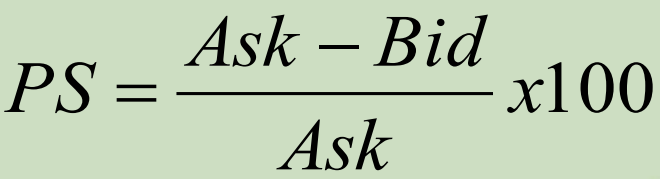 PS = Ask – Bid / Ask x100